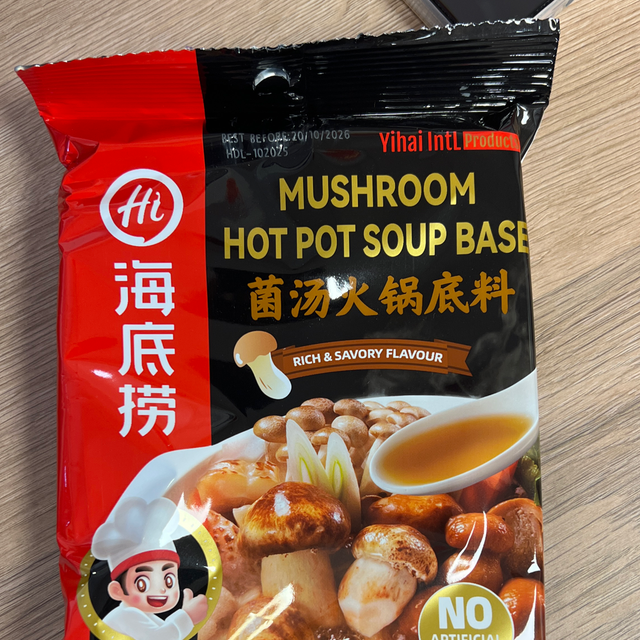 BEST BEFORE:20/10/2026
HDL-102025
Yihai IntL Product
Hi
海底捞
MUSHROOM
HOT POT SOUP BASE
菌汤火锅底料
RICH & SAVORY FLAVOUR
NO
ARTIFICIAL